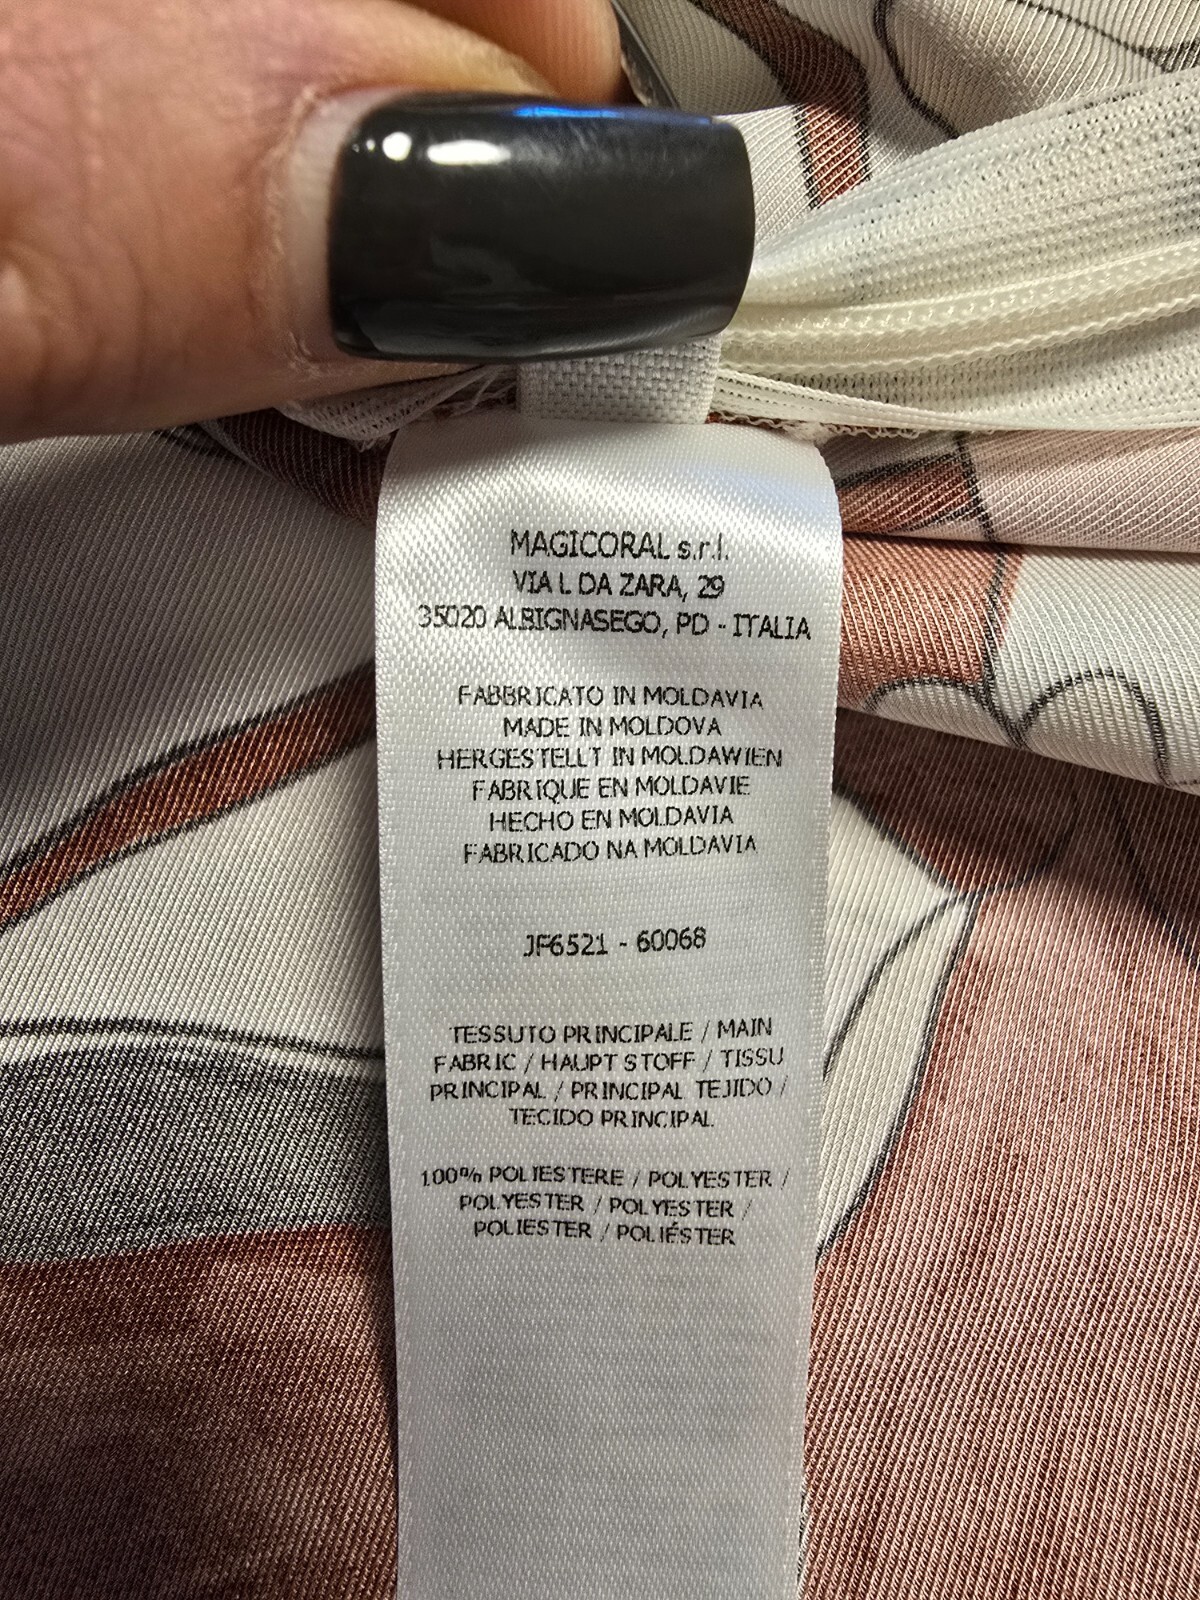 MAGICORAL s.r.l.
VIA L DA ZARA, 29
35020 ALBIGNASEGO, PD - ITALIA
FABBRICATO IN MOLDAVIA
MADE IN MOLDOVA
HERGESTELLT IN MOLDAWIEN
FABRIQUE EN MOLDAVIE
HECHO EN MOLDAVIA
FABRICADO NA MOLDAVIA
JF6521 - 60068
TESSUTO PRINCIPALE / MAIN
FABRIC / HAUPT STOFF / TISSU
PRINCIPAL / PRINCIPAL TEJIDO /
TECIDO PRINCIPAL
100% POLIESTERE / POLYESTER /
POLYESTER / POLYESTER /
POLIESTER / POLIÉSTER